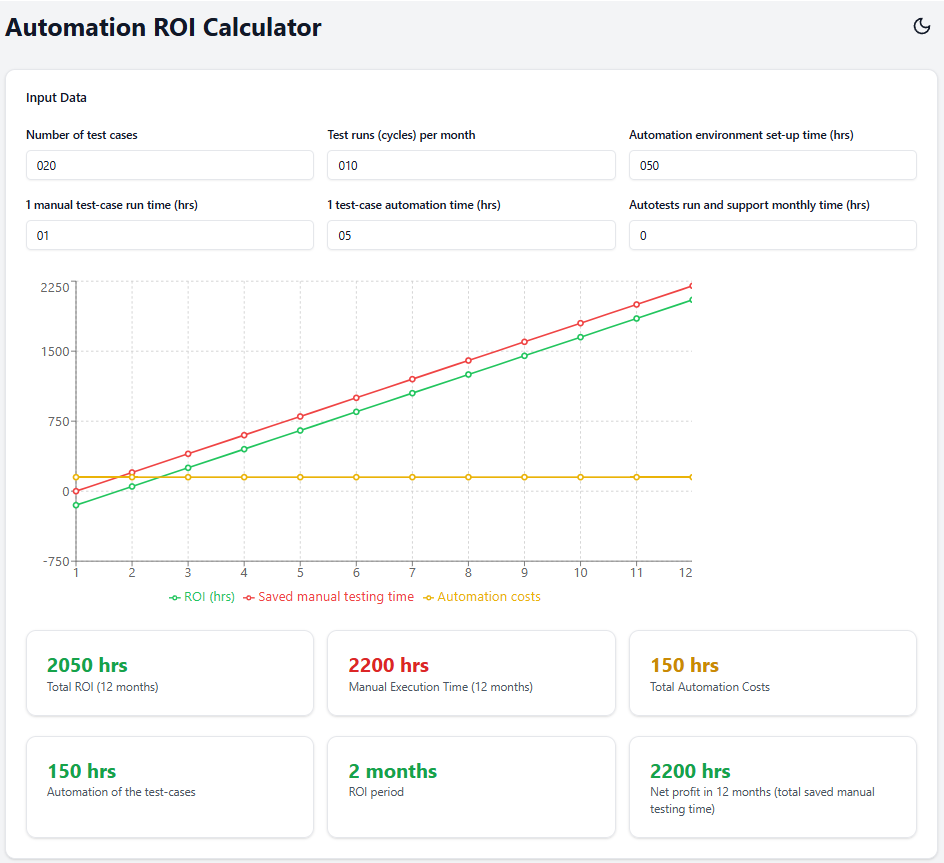 Automation ROI Calculator
Input Data
Number of test cases
Test runs (cycles) per month
Automation environment set-up time (hrs)
020
010
050
1 manual test-case run time (hrs)
1 test-case automation time (hrs)
Autotests run and support monthly time (hrs)
01
05
0
2250
1500
750
0
-750
1 2 3 4 5 6 7 8 9 10 11 12
ROI (hrs) Saved manual testing time Automation costs
2050 hrs
Total ROI (12 months)
2200 hrs
Manual Execution Time (12 months)
150 hrs
Total Automation Costs
150 hrs
Automation of the test-cases
2 months
ROI period
2200 hrs
Net profit in 12 months (total saved manual
testing time)